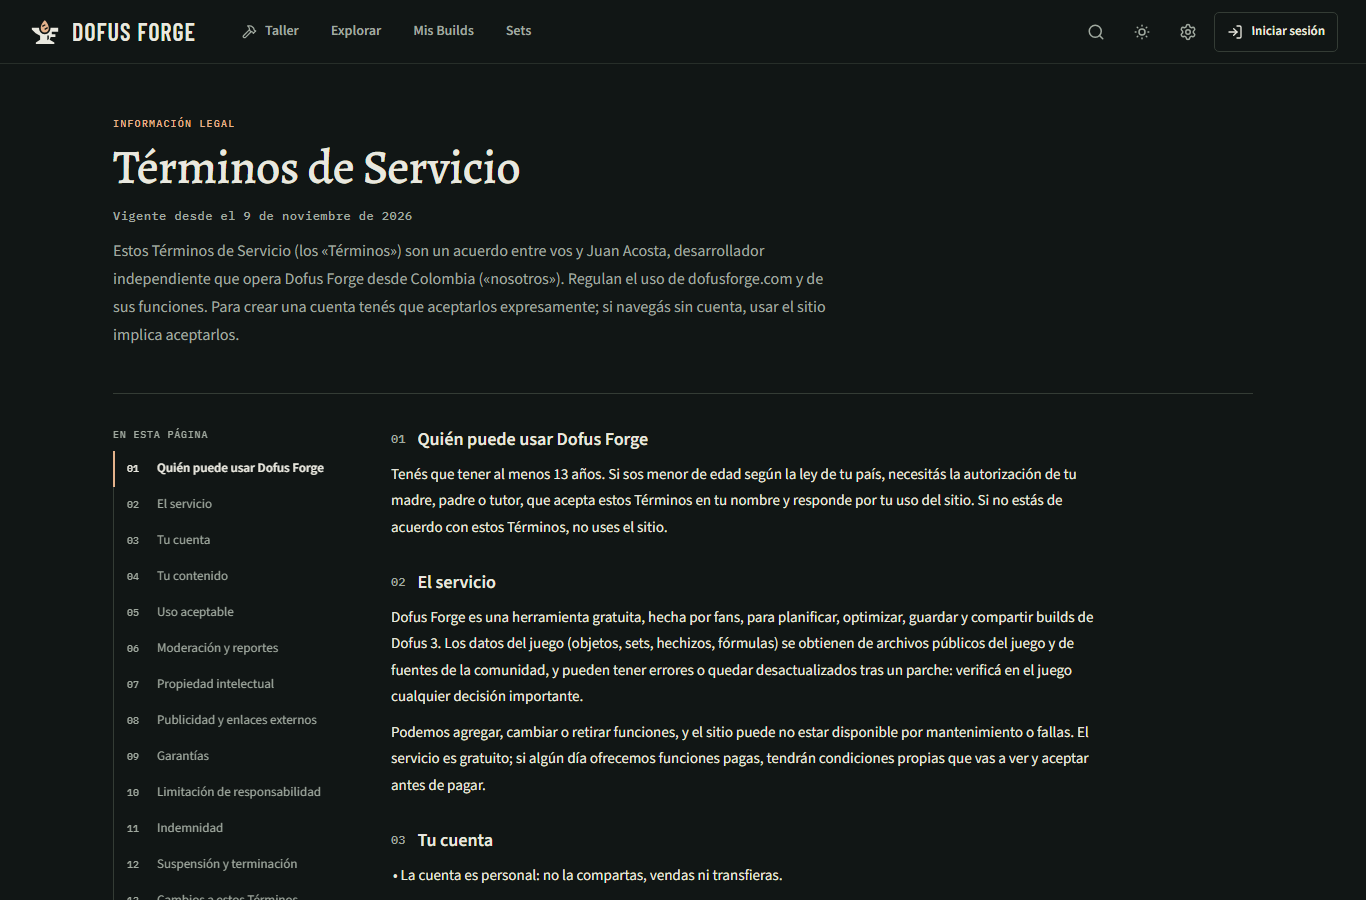 DOFUS FORGE
Taller
Explorar
Mis Builds
Sets
Iniciar sesión
INFORMACIÓN LEGAL
Términos de Servicio
Vigente desde el 9 de noviembre de 2026
Estos Términos de Servicio (los «Términos») son un acuerdo entre vos y Juan Acosta, desarrollador
independiente que opera Dofus Forge desde Colombia («nosotros»). Regulan el uso de dofusforge.com y de
sus funciones. Para crear una cuenta tenés que aceptarlos expresamente; si navegás sin cuenta, usar el sitio
implica aceptarlos.
EN ESTA PÁGINA
01 Quién puede usar Dofus Forge
02 El servicio
03 Tu cuenta
04 Tu contenido
05 Uso aceptable
06 Moderación y reportes
07 Propiedad intelectual
08 Publicidad y enlaces externos
09 Garantías
10 Limitación de responsabilidad
11 Indemnidad
12 Suspensión y terminación
13 Cambios a estos Términos
01 Quién puede usar Dofus Forge
Tenés que tener al menos 13 años. Si sos menor de edad según la ley de tu país, necesitás la autorización de tu
madre, padre o tutor, que acepta estos Términos en tu nombre y responde por tu uso del sitio. Si no estás de
acuerdo con estos Términos, no uses el sitio.
02 El servicio
Dofus Forge es una herramienta gratuita, hecha por fans, para planificar, optimizar, guardar y compartir builds de
Dofus 3. Los datos del juego (objetos, sets, hechizos, fórmulas) se obtienen de archivos públicos del juego y de
fuentes de la comunidad, y pueden tener errores o quedar desactualizados tras un parche: verificá en el juego
cualquier decisión importante.
Podemos agregar, cambiar o retirar funciones, y el sitio puede no estar disponible por mantenimiento o fallas. El
servicio es gratuito; si algún día ofrecemos funciones pagas, tendrán condiciones propias que vas a ver y aceptar
antes de pagar.
03 Tu cuenta
• La cuenta es personal: no la compartas, vendas ni transfieras.